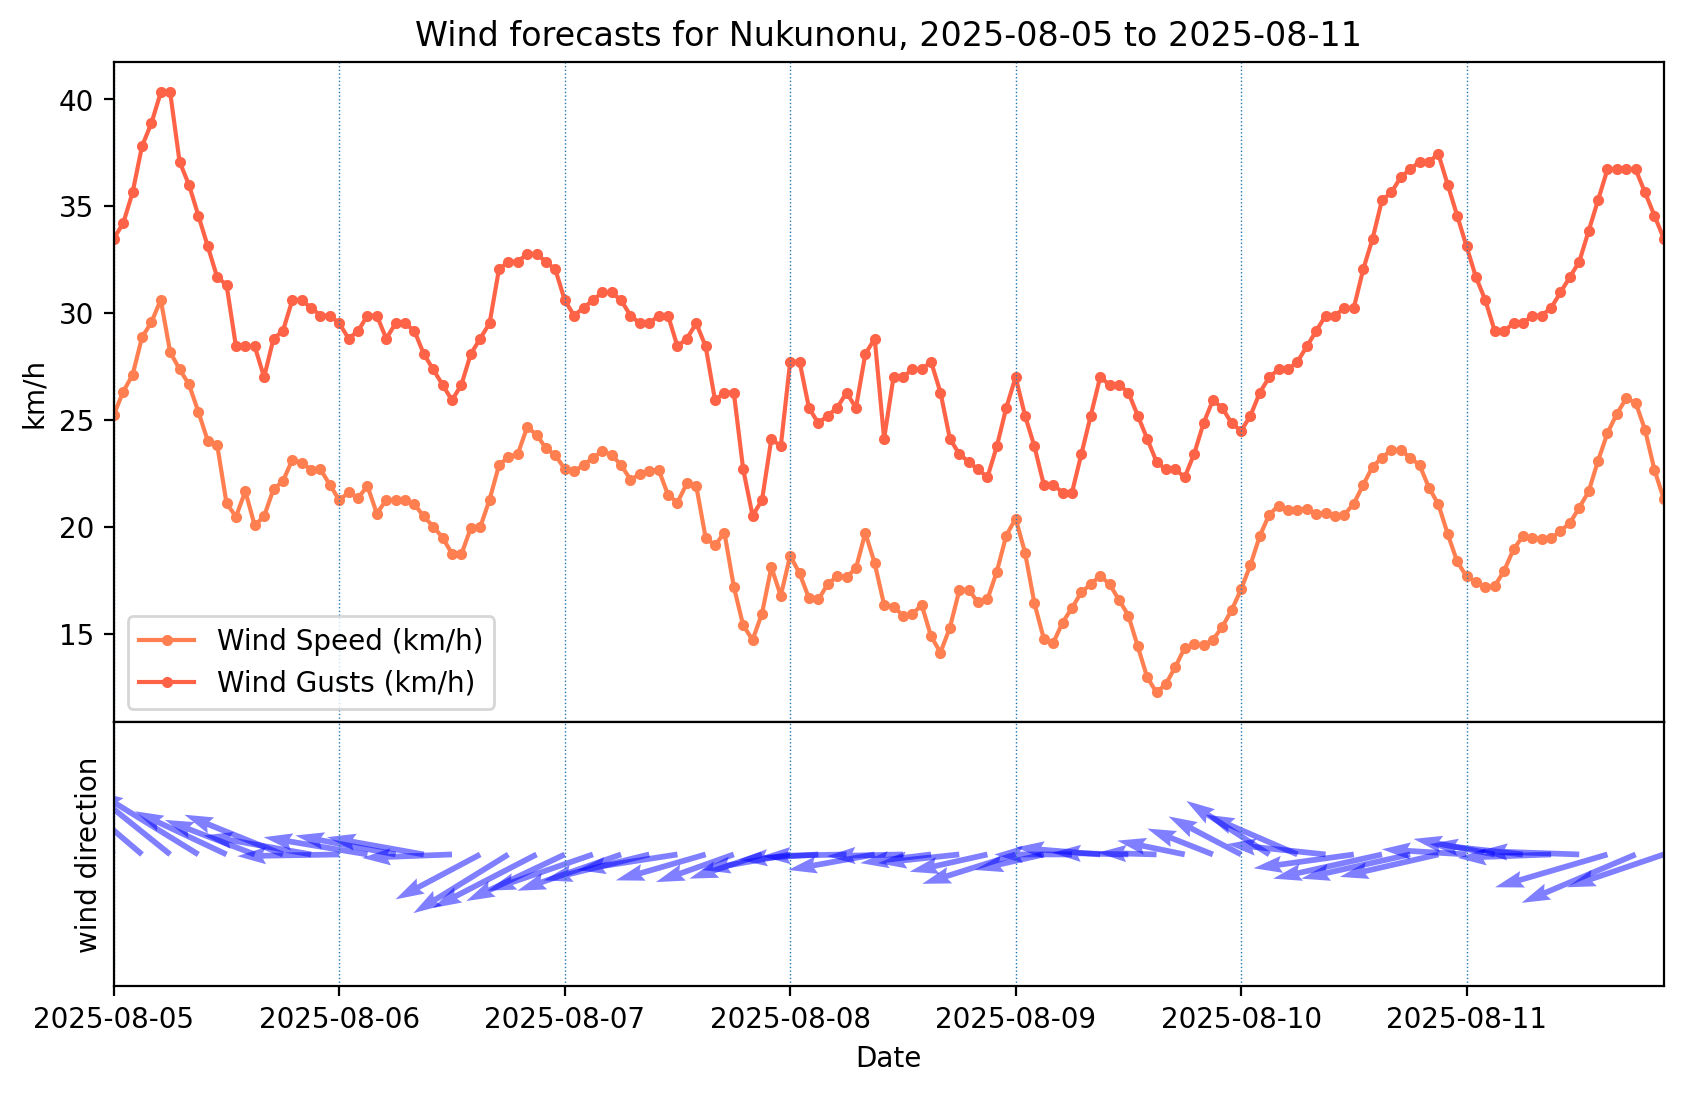 Wind forecasts for Nukunonu, 2025-08-05 to 2025-08-11
40
35
30
25
20
15
km/h
Wind Speed (km/h)
Wind Gusts (km/h)
wind direction
2025-08-05 2025-08-06 2025-08-07 2025-08-08 2025-08-09 2025-08-10 2025-08-11
Date